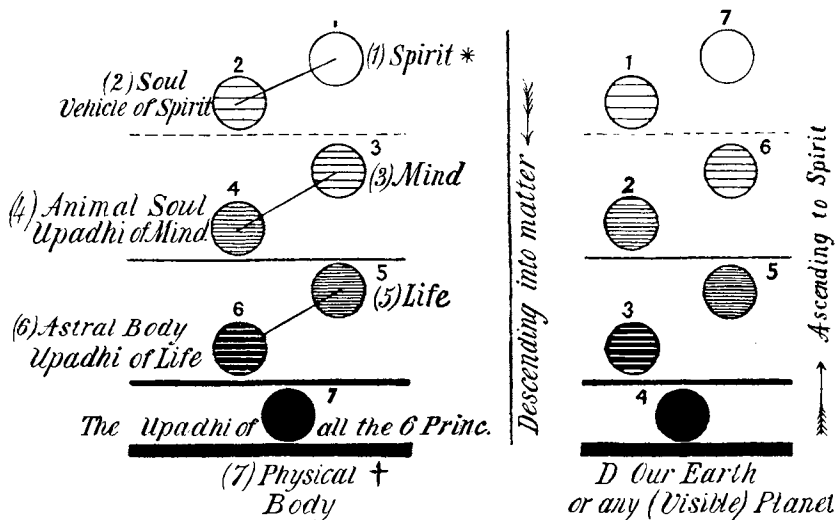 1
(1) Spirit *
2
(2) Soul
Vehicle of Spirit
3
(3) Mind
4
(4) Animal Soul
Upadhi of Mind.
5
(5) Life
6
(6) Astral Body
Upadhi of Life
7
The Upadhi of all the 6 Princ.
(7) Physical †
Body
Descending into matter
7
1
6
2
5
3
4
D Our Earth
or any (Visible) Planet
Ascending to Spirit